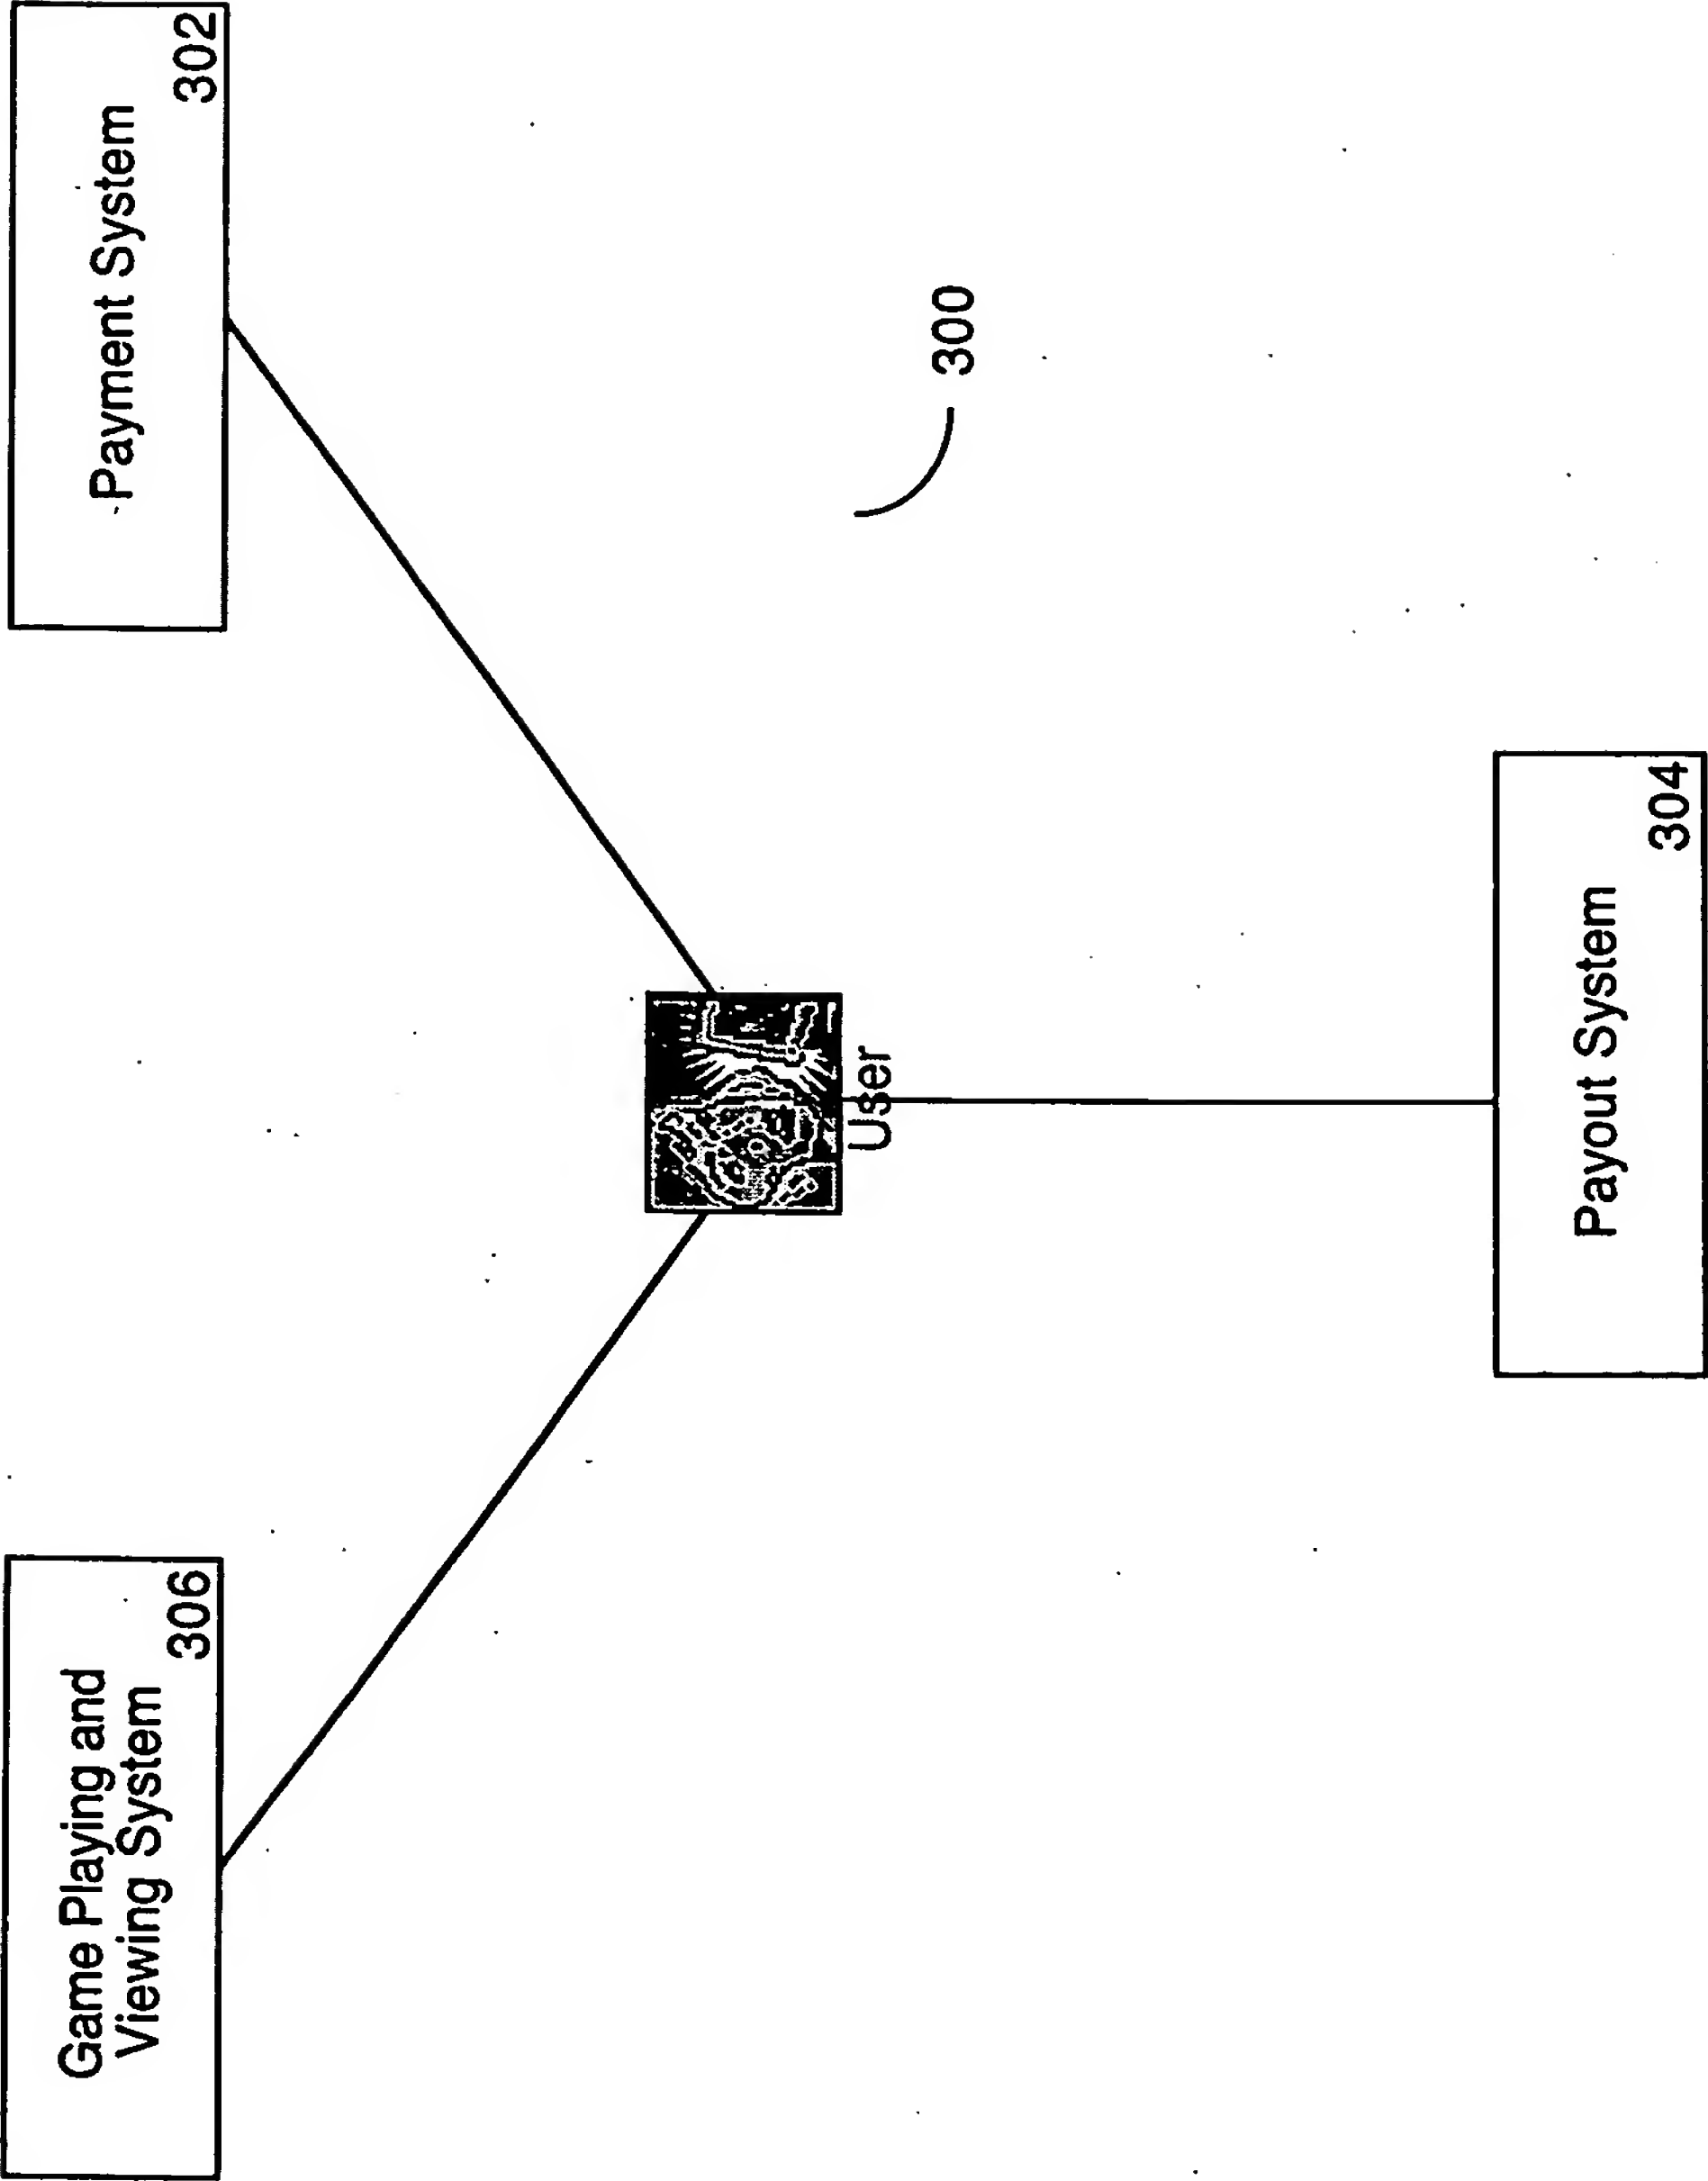 Game Playing and
Viewing System
306
Payment System
302
User
300
Payout System
304